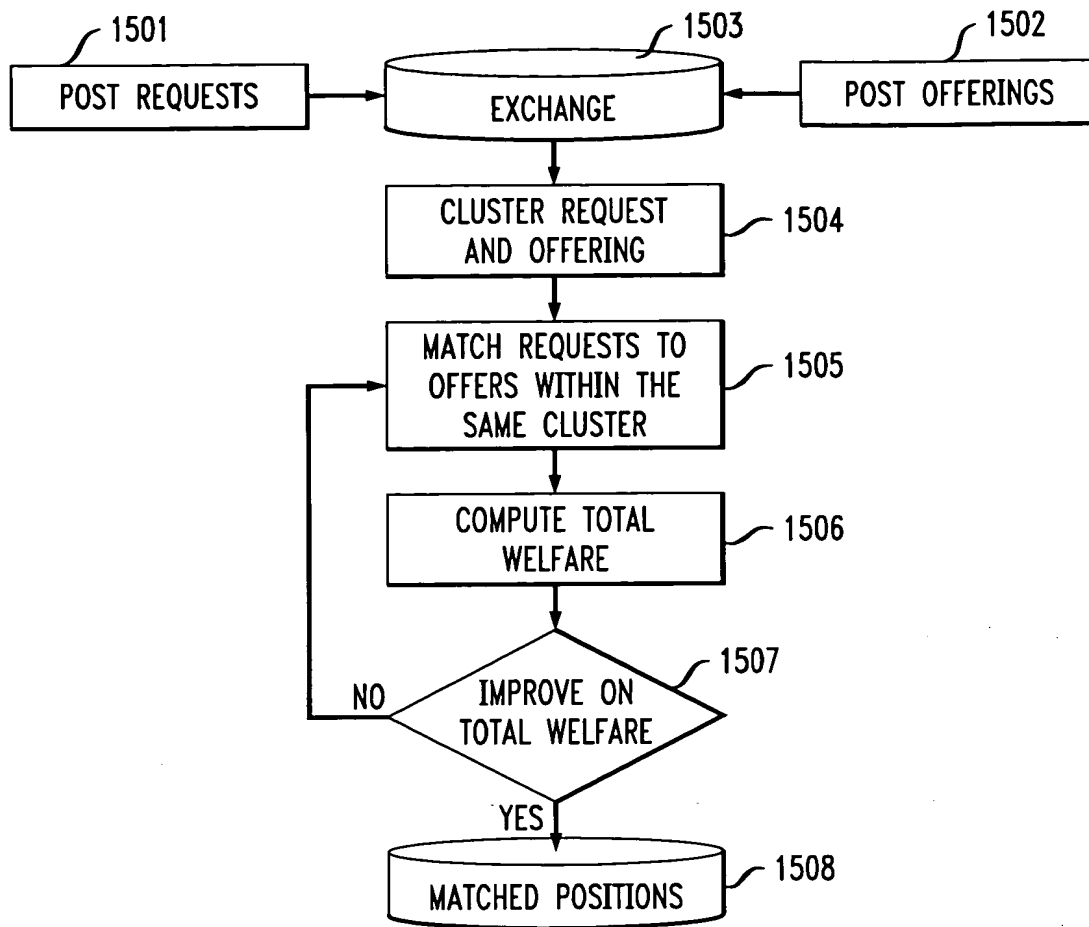 1501
1503
1502
POST REQUESTS
EXCHANGE
POST OFFERINGS
CLUSTER REQUEST
AND OFFERING
1504
MATCH REQUESTS TO
OFFERS WITHIN THE
SAME CLUSTER
1505
COMPUTE TOTAL
WELFARE
1506
1507
NO
IMPROVE ON
TOTAL WELFARE
YES
MATCHED POSITIONS
1508